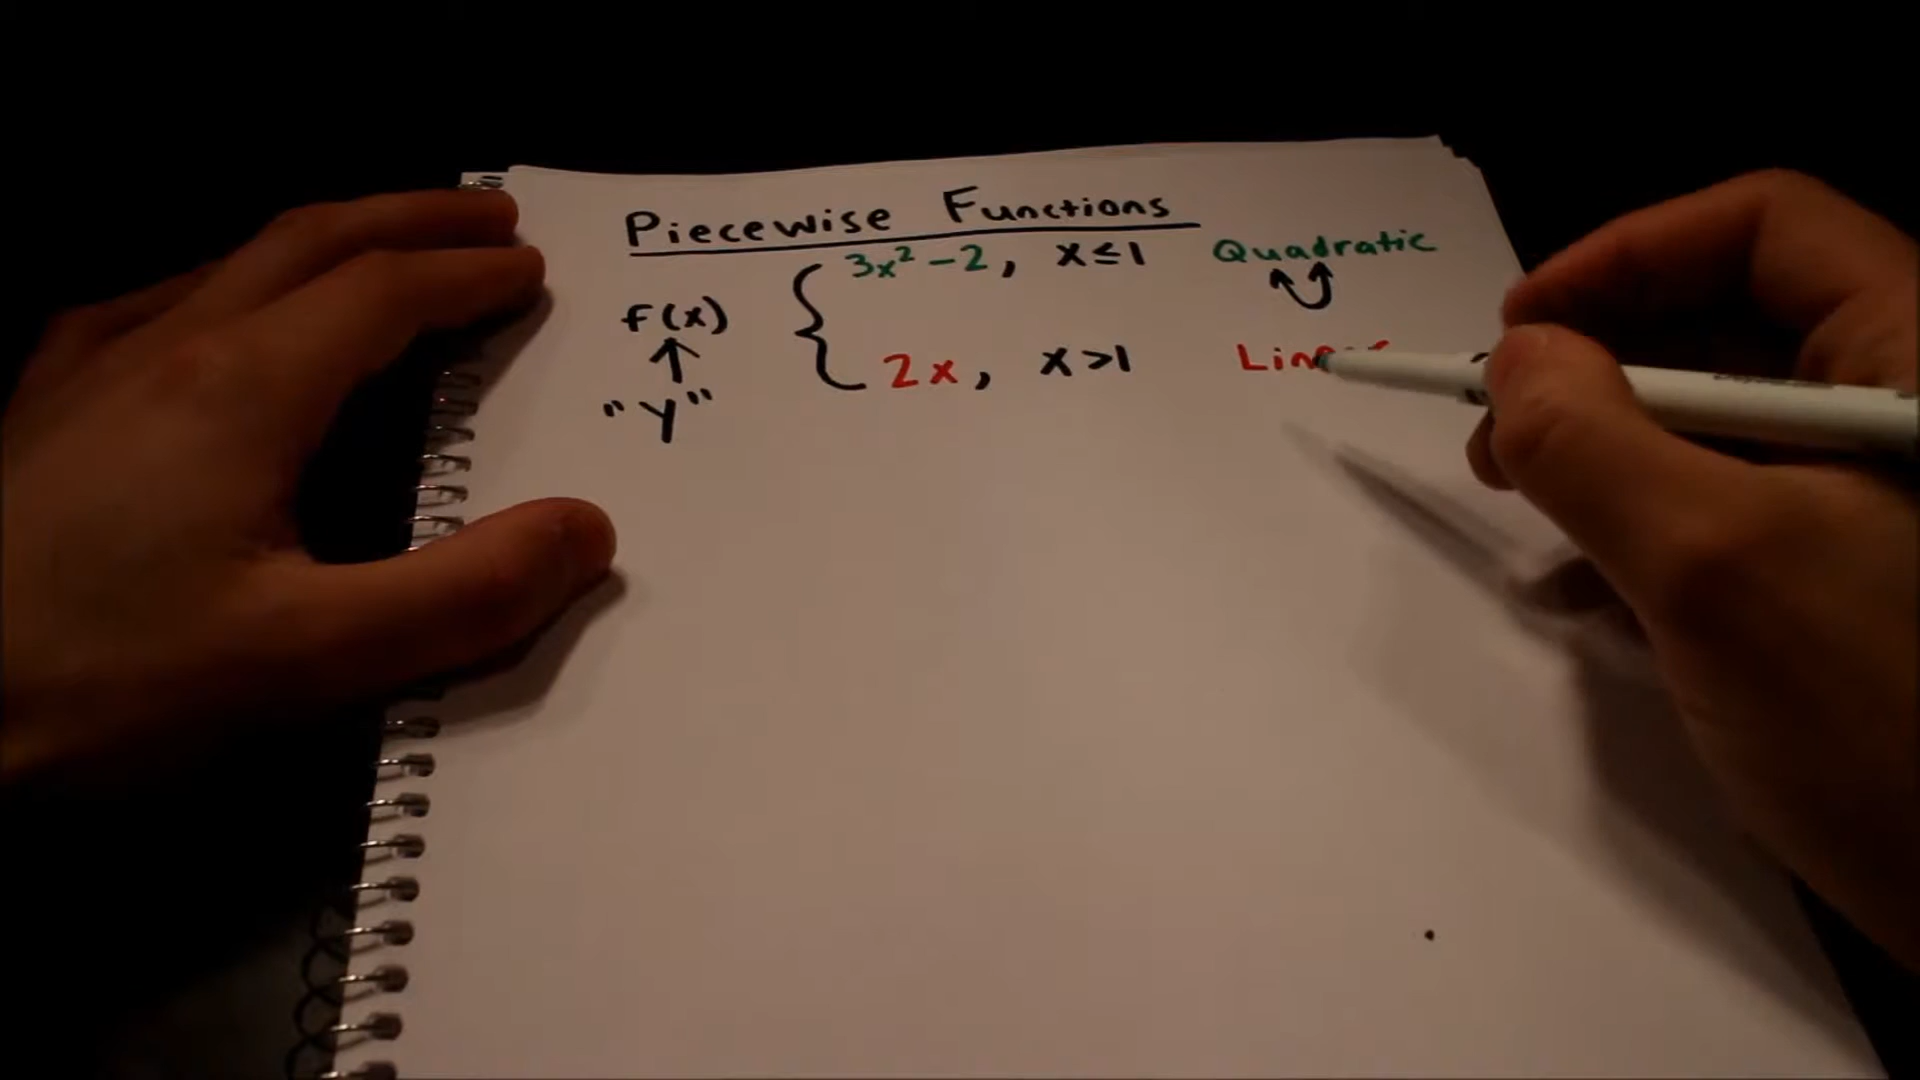 Piecewise Functions
3x² - 2, x ≤ 1 Quadratic
f(x)
2x, x > 1
"Y"